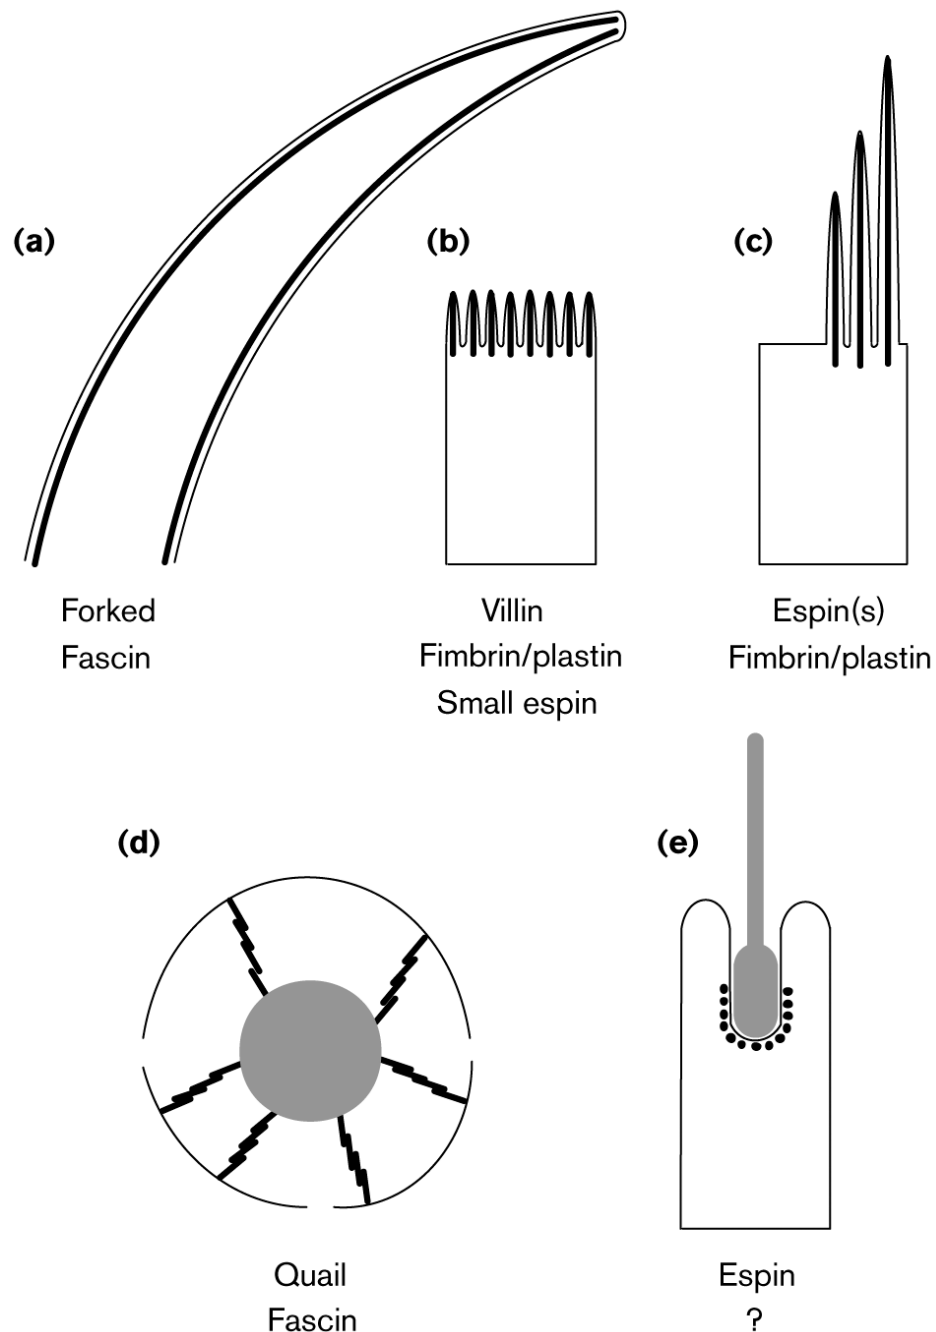 (a)
(b)
(c)
Forked
Fascin
Villin
Fimbrin/plastin
Small espin
Espin(s)
Fimbrin/plastin
(d)
(e)
Quail
Fascin
Espin
?